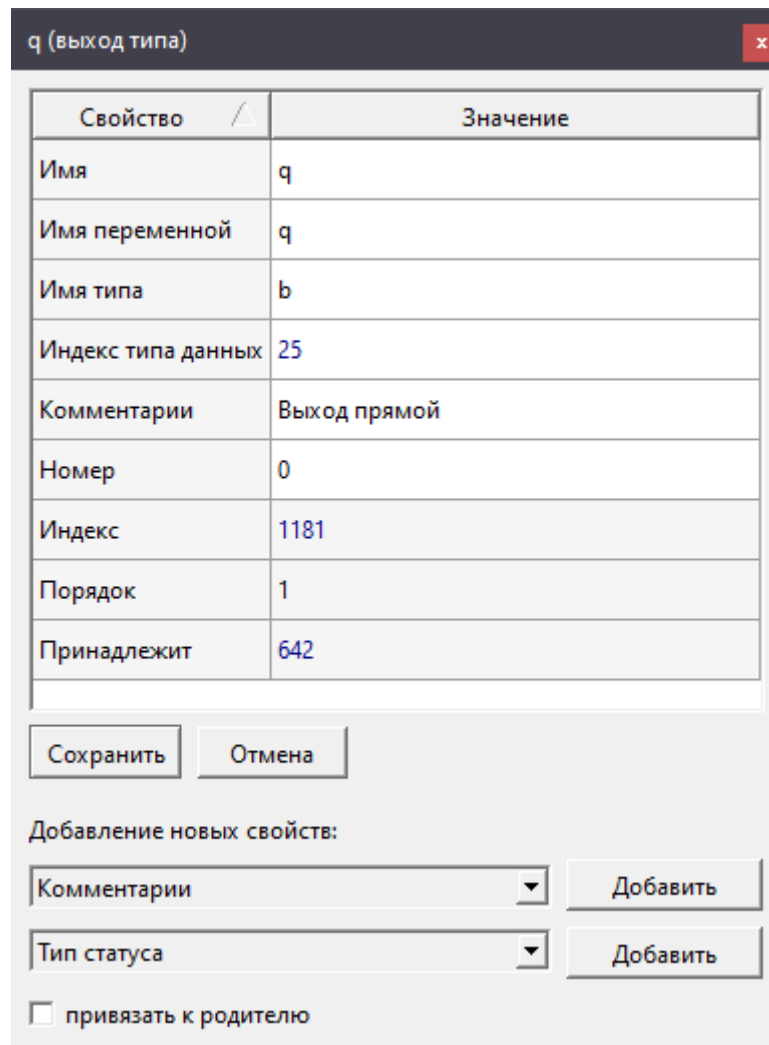 q (выход типа) x
Свойство Значение
Имя q
Имя переменной q
Имя типа b
Индекс типа данных 25
Комментарии Выход прямой
Номер 0
Индекс 1181
Порядок 1
Принадлежит 642
Сохранить Отмена
Добавление новых свойств:
Комментарии Добавить
Тип статуса Добавить
привязать к родителю